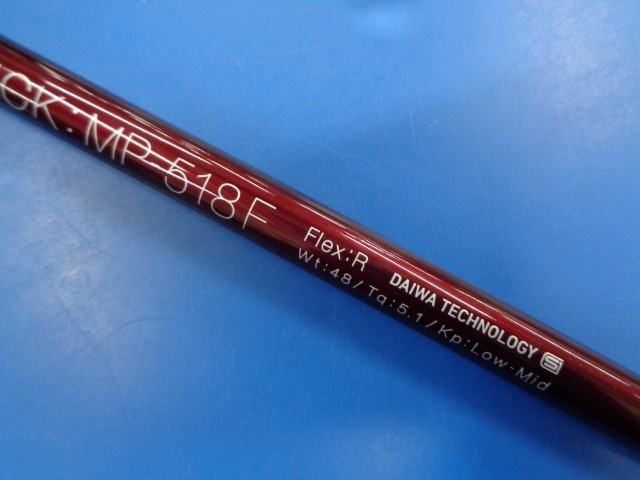 CK:MP-518F
Flex:R
Wt:48/Tq:5.1/Kp:Low-Mid
DAIWA TECHNOLOGY